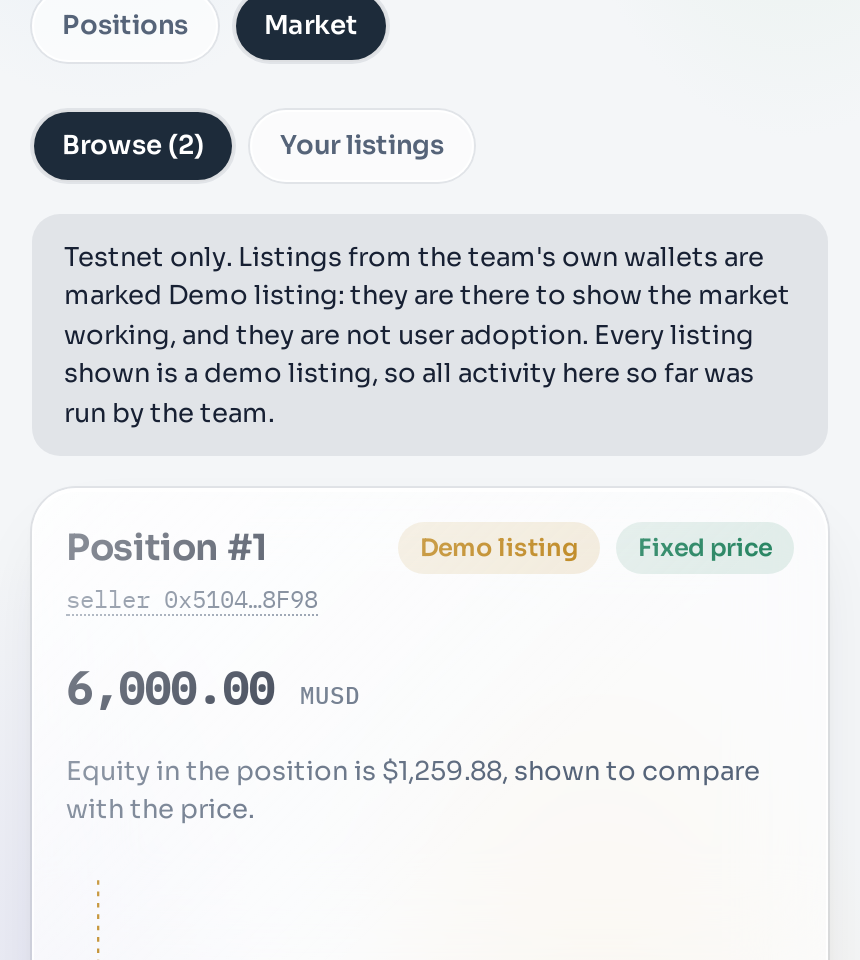 Positions
Market
Browse (2)
Your listings
Testnet only. Listings from the team's own wallets are
marked Demo listing: they are there to show the market
working, and they are not user adoption. Every listing
shown is a demo listing, so all activity here so far was
run by the team.
Position #1
Demo listing
Fixed price
seller 0x5104…8F98
6,000.00 MUSD
Equity in the position is $1,259.88, shown to compare
with the price.